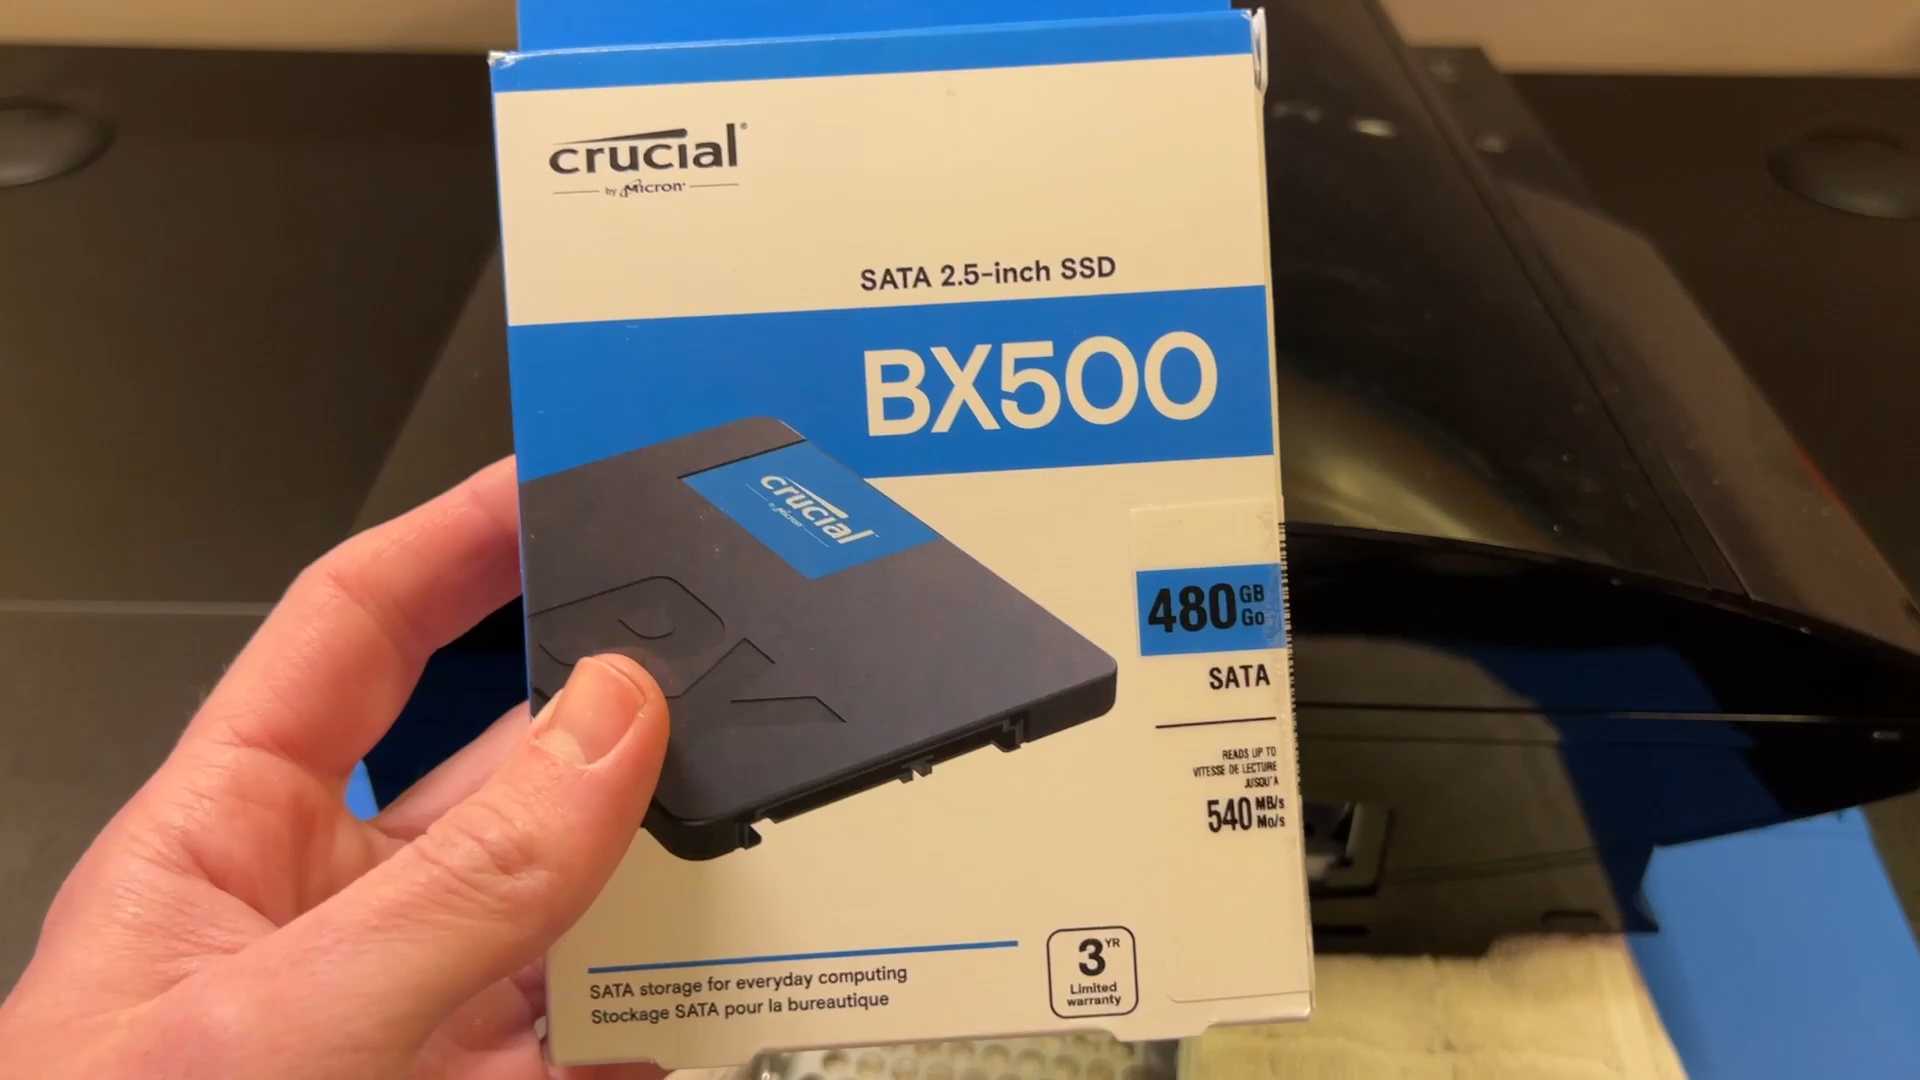 crucial®
by Micron®
SATA 2.5-inch SSD
BX500
crucial
by Micron
480 GB
Go
SATA
READS UP TO
VITESSE DE LECTURE
JUSQU'À
540 MB/s
Mo/s
SATA storage for everyday computing
Stockage SATA pour la bureautique
3 YR
Limited
warranty